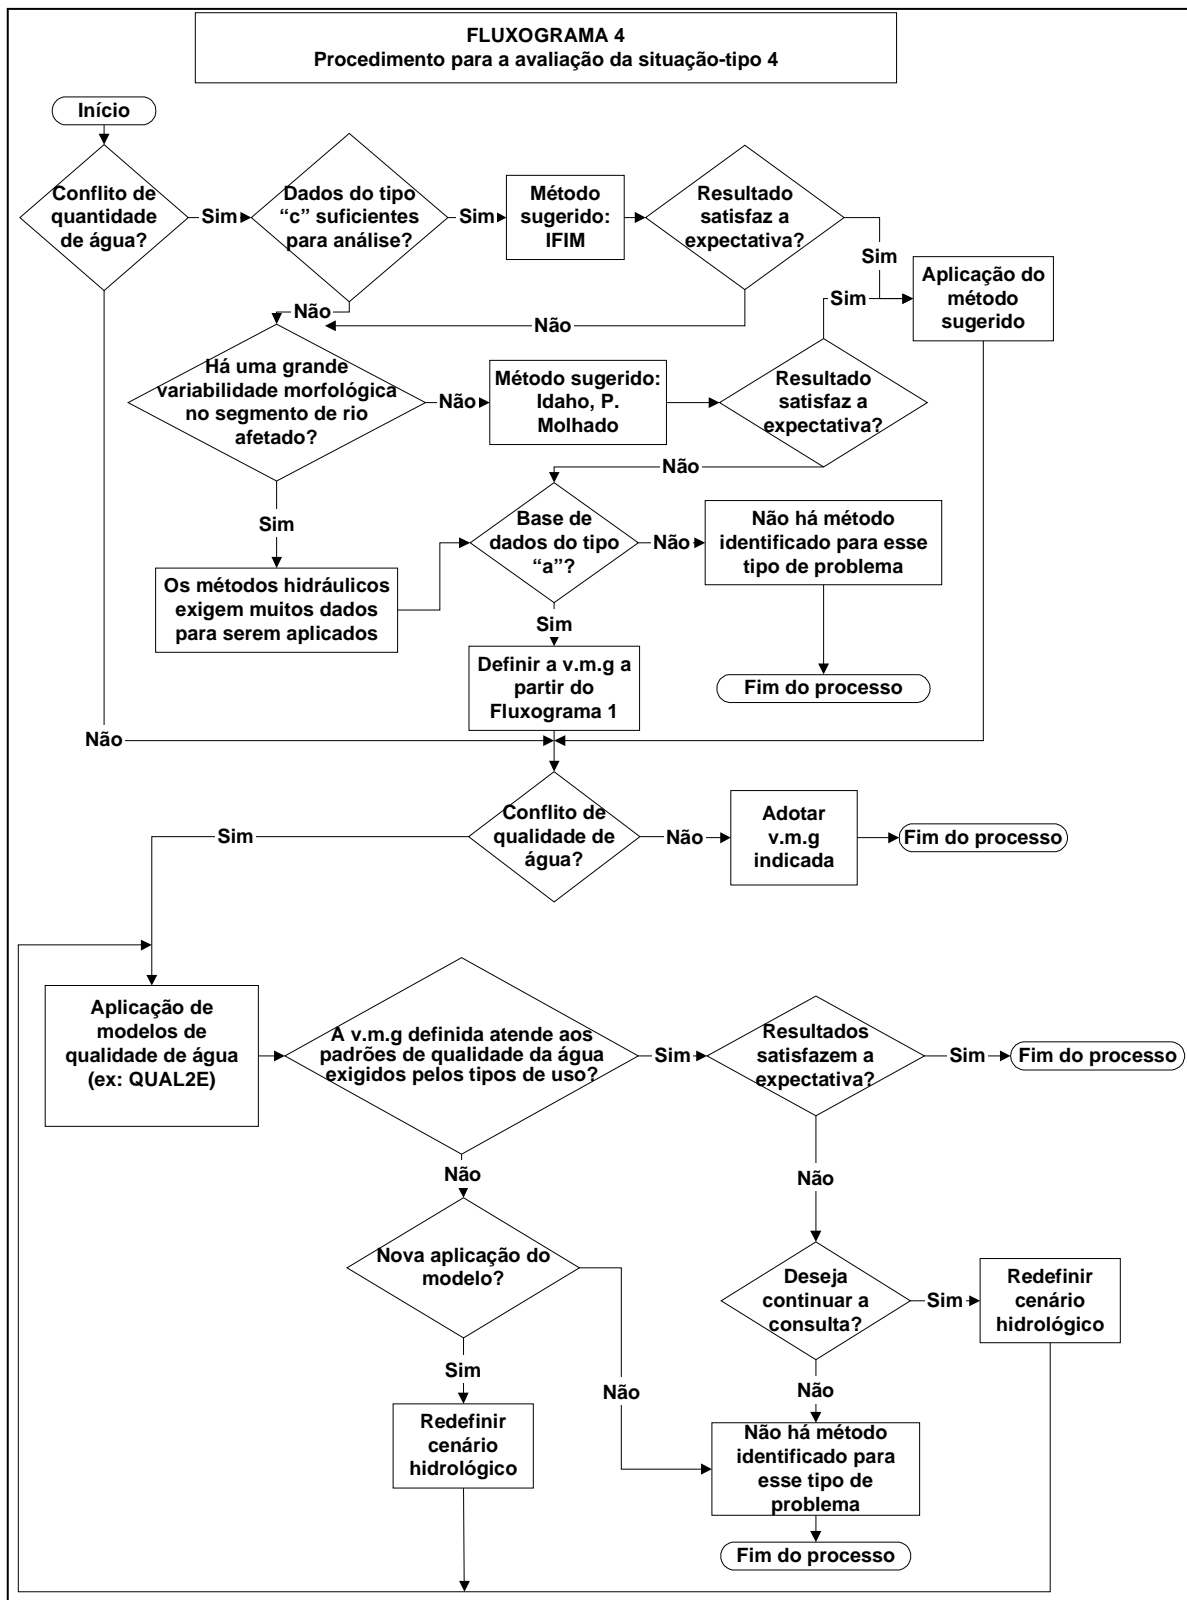 FLUXOGRAMA 4
Procedimento para a avaliação da situação-tipo 4
Início
Conflito de
quantidade
de água?
Sim
Dados do tipo
“c” suficientes
para análise?
Sim
Método
sugerido:
IFIM
Resultado
satisfaz a
expectativa?
Sim
Sim
Aplicação do
método
sugerido
Não
Não
Há uma grande
variabilidade morfológica
no segmento de rio
afetado?
Não
Método sugerido:
Idaho, P.
Molhado
Resultado
satisfaz a
expectativa?
Não
Sim
Base de
dados do tipo
“a”?
Não
Não há método
identificado para esse
tipo de problema
Os métodos hidráulicos
exigem muitos dados
para serem aplicados
Sim
Definir a v.m.g a
partir do
Fluxograma 1
Fim do processo
Não
Conflito de
qualidade de
água?
Sim
Não
Adotar
v.m.g
indicada
Fim do processo
Aplicação de
modelos de
qualidade de água
(ex: QUAL2E)
A v.m.g definida atende aos
padrões de qualidade da água
exigidos pelos tipos de uso?
Sim
Resultados
satisfazem a
expectativa?
Sim
Fim do processo
Não
Não
Nova aplicação do
modelo?
Deseja
continuar a
consulta?
Sim
Redefinir
cenário
hidrológico
Sim
Não
Não
Redefinir
cenário
hidrológico
Não há método
identificado para
esse tipo de
problema
Fim do processo